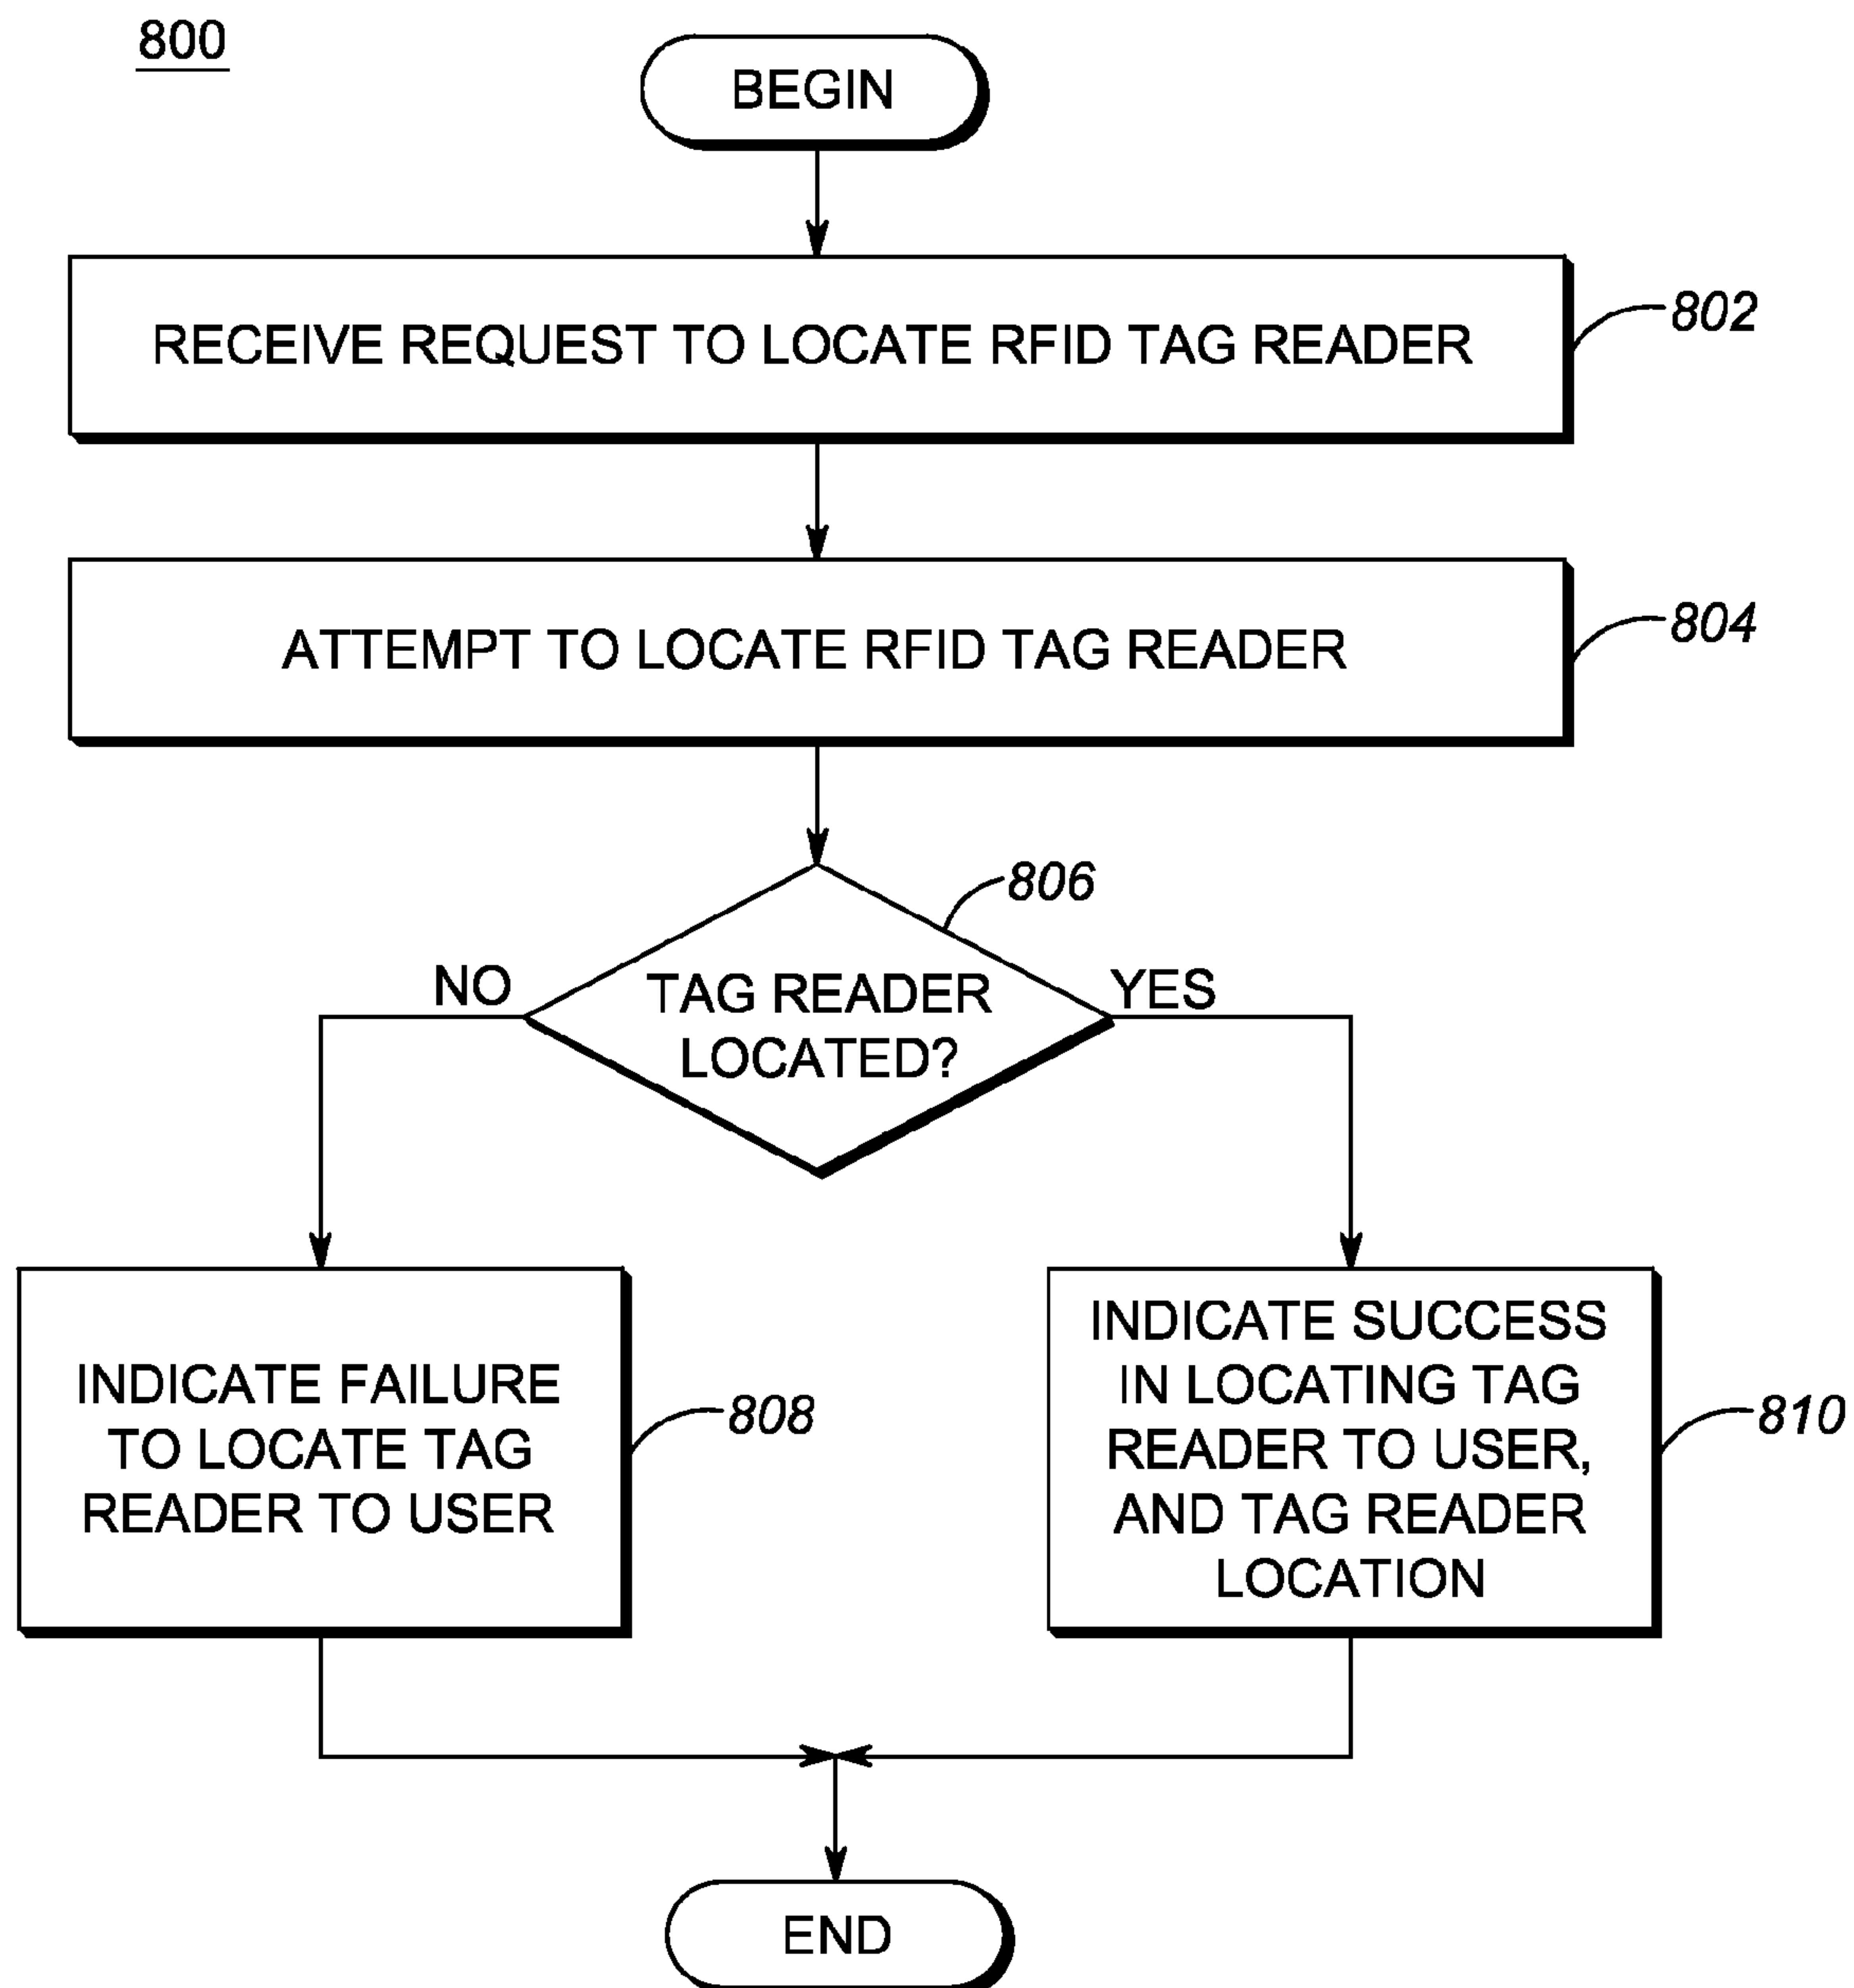 800
BEGIN
RECEIVE REQUEST TO LOCATE RFID TAG READER
802
ATTEMPT TO LOCATE RFID TAG READER
804
806
NO
TAG READER
LOCATED?
YES
INDICATE FAILURE
TO LOCATE TAG
READER TO USER
808
INDICATE SUCCESS
IN LOCATING TAG
READER TO USER,
AND TAG READER
LOCATION
810
END